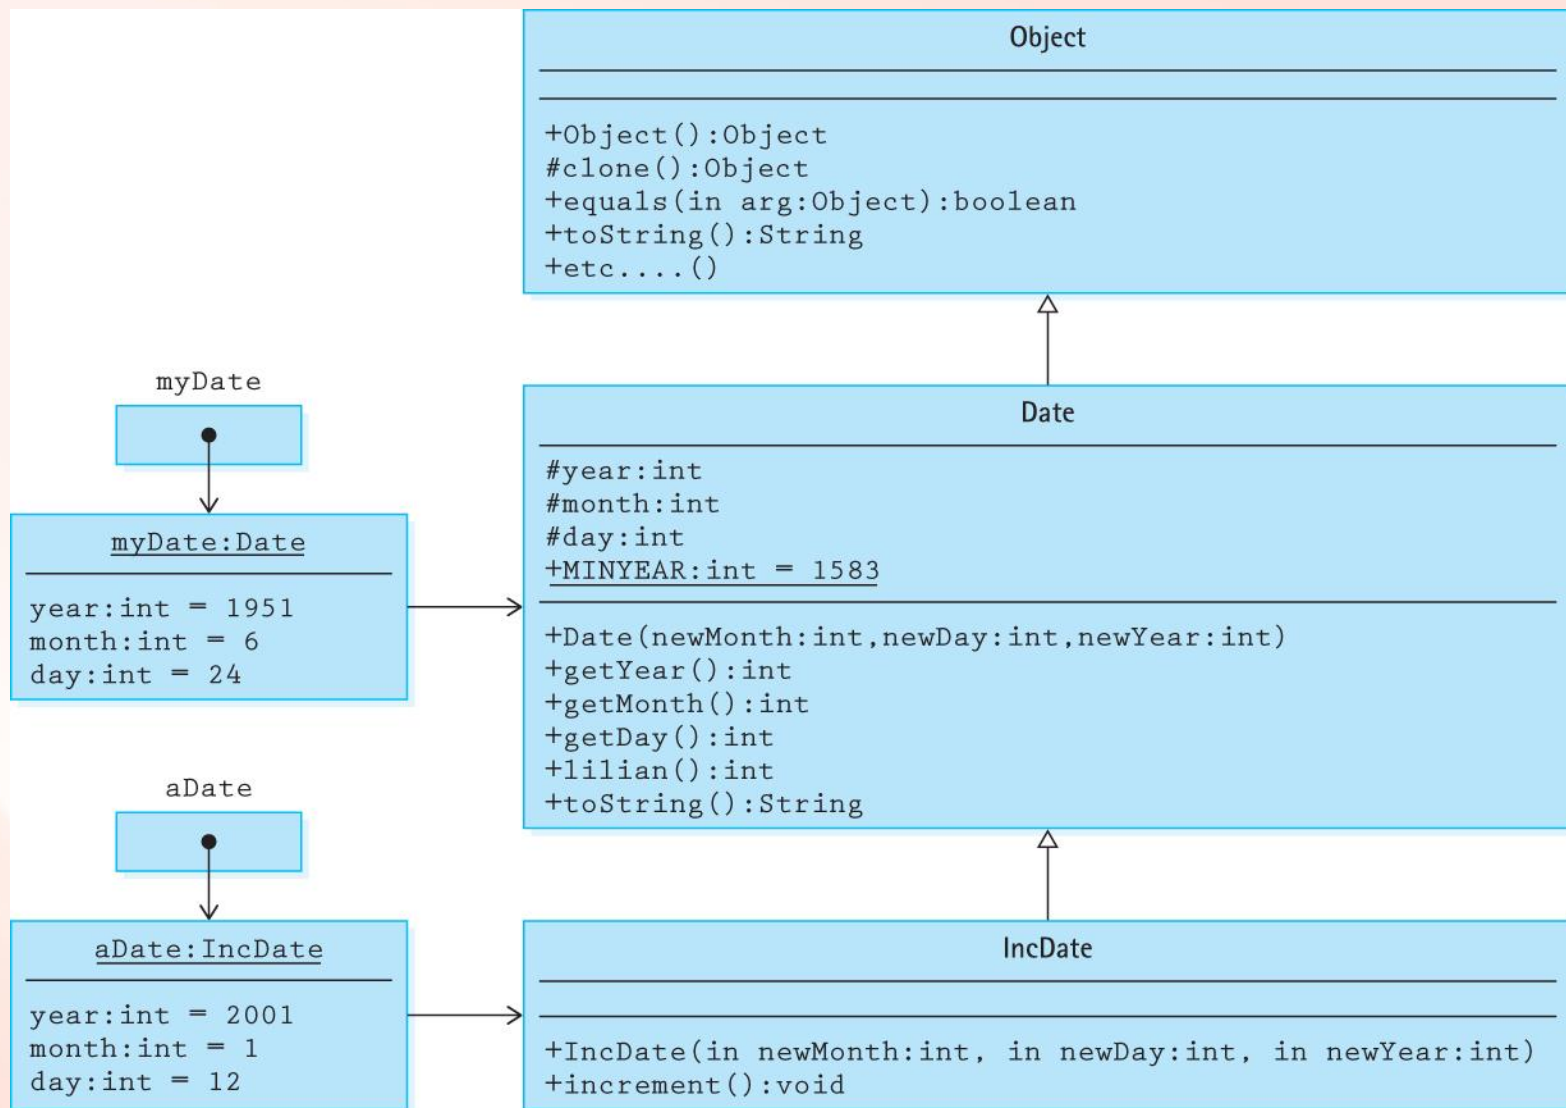 Object
+Object():Object
#clone():Object
+equals(in arg:Object):boolean
+toString():String
+etc....()
myDate
myDate:Date
year:int = 1951
month:int = 6
day:int = 24
Date
#year:int
#month:int
#day:int
+MINYEAR:int = 1583
+Date(newMonth:int,newDay:int,newYear:int)
+getYear():int
+getMonth():int
+getDay():int
+lilian():int
+toString():String
aDate
aDate:IncDate
year:int = 2001
month:int = 1
day:int = 12
IncDate
+IncDate(in newMonth:int, in newDay:int, in newYear:int)
+increment():void